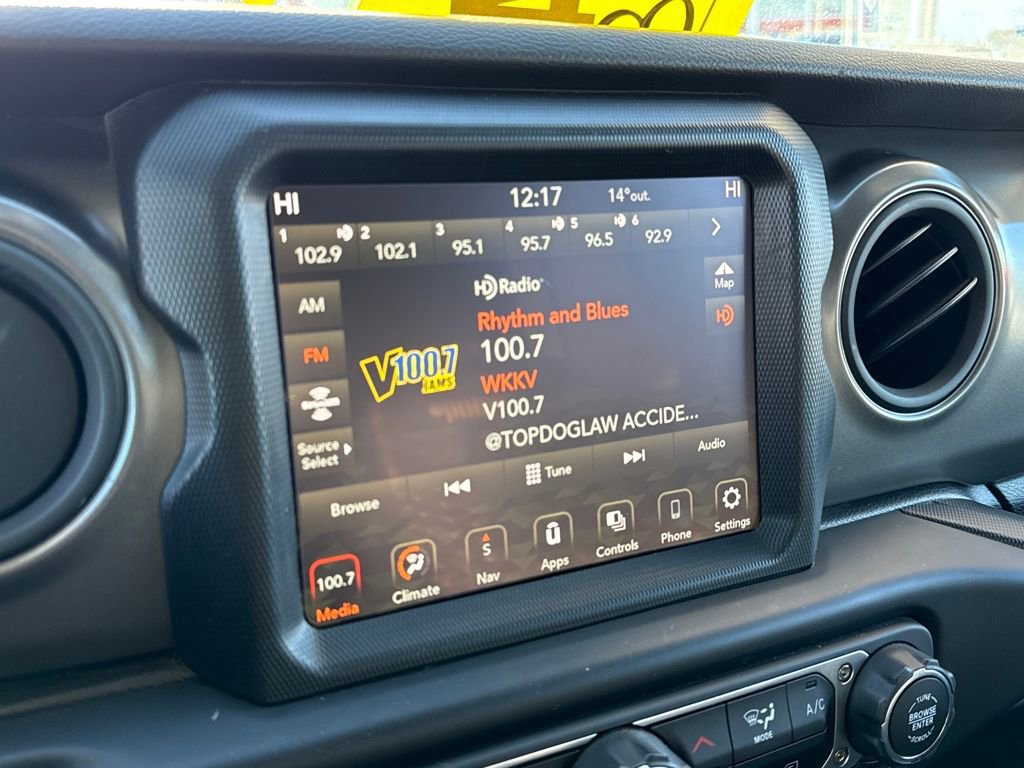 HI 12:17 14°out. HI
1 102.9 2 102.1 3 95.1 4 95.7 5 96.5 6 92.9
HD Radio
Map
AM
Rhythm and Blues
HD
FM
100.7
V100.7
JAMS
WKKV
V100.7
@TOPDOGLAW ACCIDE...
Source
Select
Browse
Tune
Audio
100.7
Media
Climate
S
Nav
Apps
Controls
Phone
Settings
MODE
A/C
TUNE
BROWSE
ENTER
SCROLL